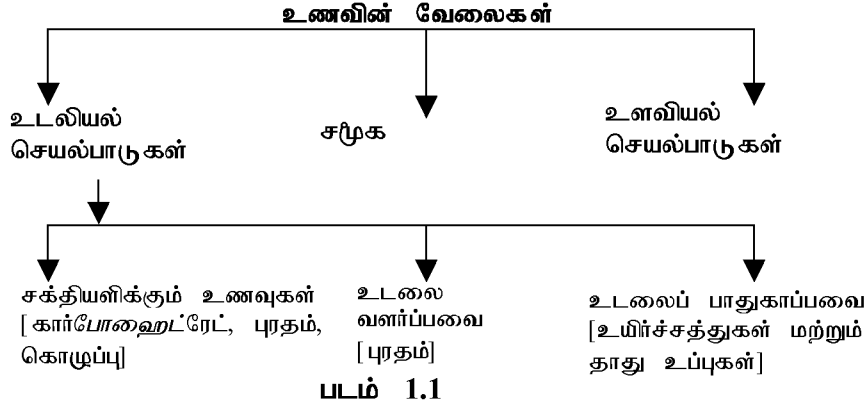 உணவின் வேலைகள்
உடலியல்
செயல்பாடுகள்
சமூக
உளவியல்
செயல்பாடுகள்
சக்தியளிக்கும் உணவுகள்
[கார்போஹைட்ரேட், புரதம்,
கொழுப்பு]
உடலை
வளர்ப்பவை
[புரதம்]
உடலைப் பாதுகாப்பவை
[உயிர்ச்சத்துகள் மற்றும்
தாது உப்புகள்]
படம் 1.1